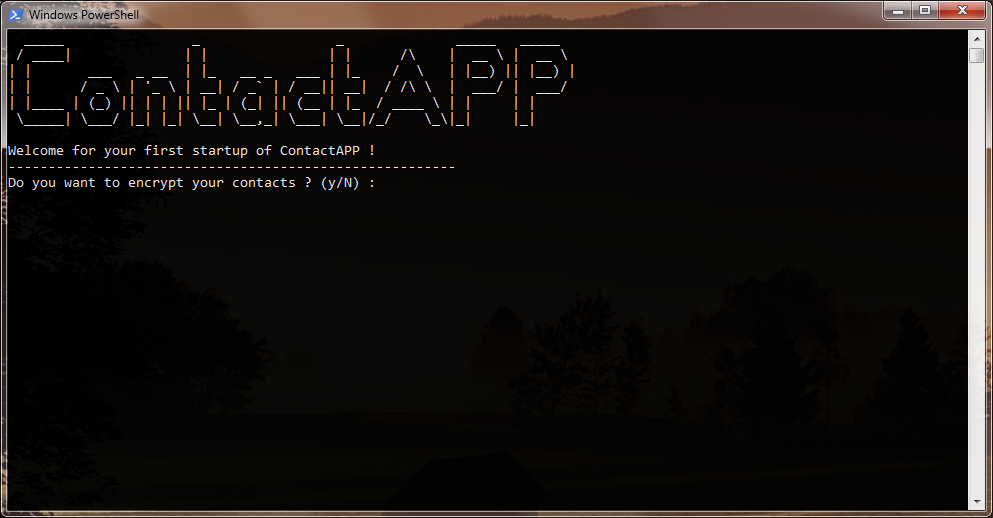 Windows PowerShell
ContactAPP
Welcome for your first startup of ContactAPP !
--------------------------------------------------------
Do you want to encrypt your contacts ? (y/N) :